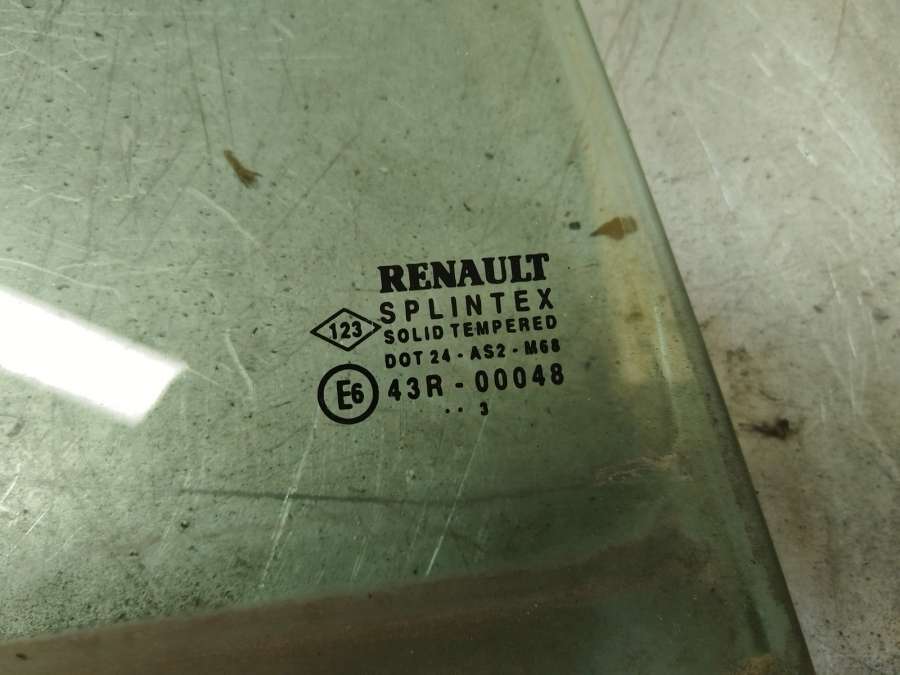 RENAULT
SPLINTEX
123
SOLID TEMPERED
DOT 24 - AS2 - M68
E6 43R - 00048
.. 3